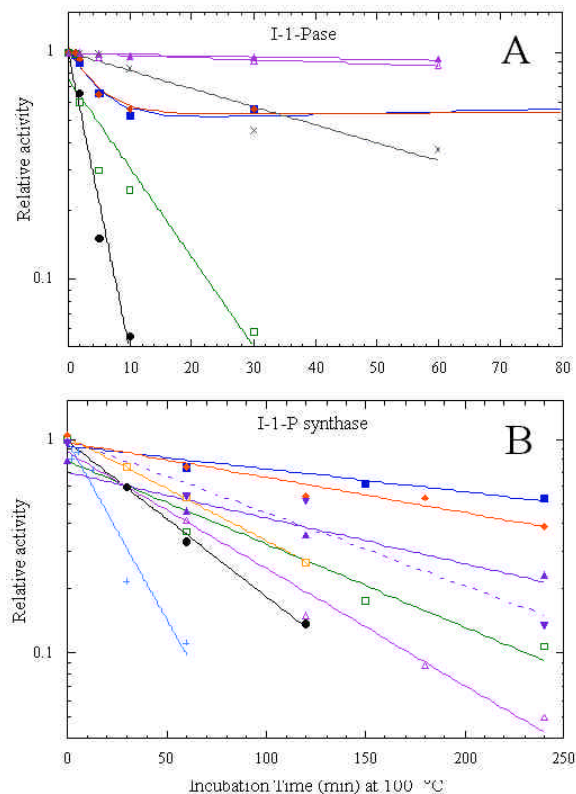 I-1-Pase
A
1
0.1
Relative activity
0 10 20 30 40 50 60 70 80
I-1-P synthase
B
1
0.1
Relative activity
0 50 100 150 200 250
Incubation Time (min) at 100 °C